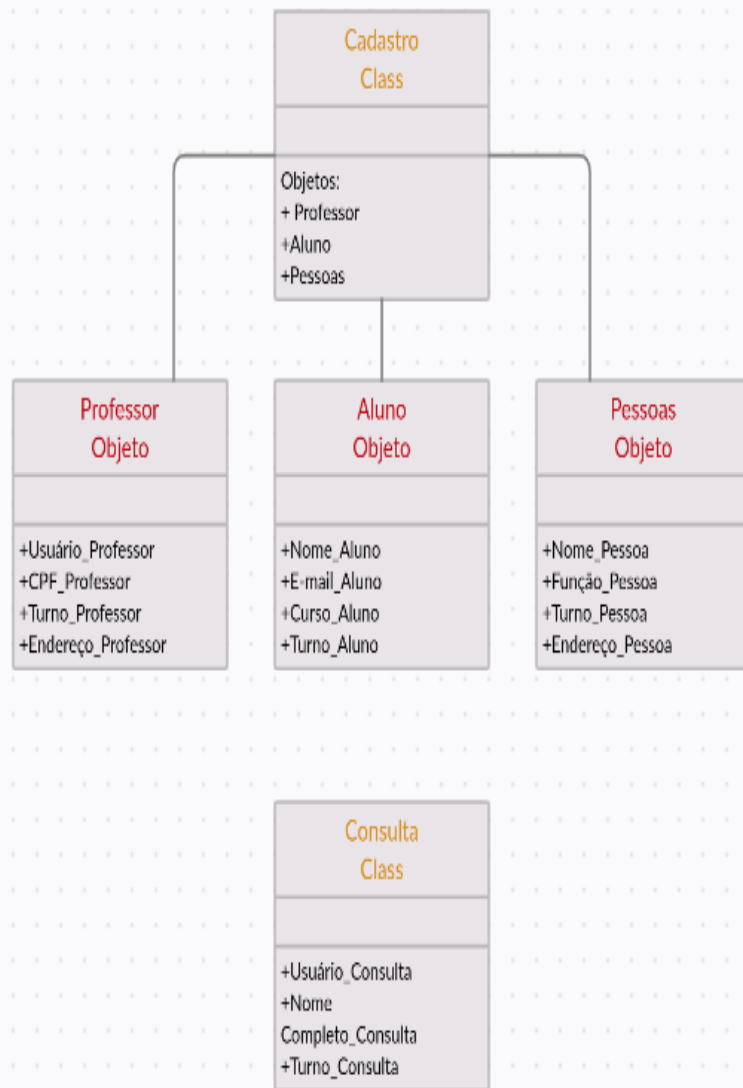 Cadastro
Class
Objetos:
+ Professor
+Aluno
+Pessoas
Professor
Objeto
+Usuário_Professor
+CPF_Professor
+Turno_Professor
+Endereço_Professor
Aluno
Objeto
+Nome_Aluno
+E-mail_Aluno
+Curso_Aluno
+Turno_Aluno
Pessoas
Objeto
+Nome_Pessoa
+Função_Pessoa
+Turno_Pessoa
+Endereço_Pessoa
Consulta
Class
+Usuário_Consulta
+Nome
Completo_Consulta
+Turno_Consulta